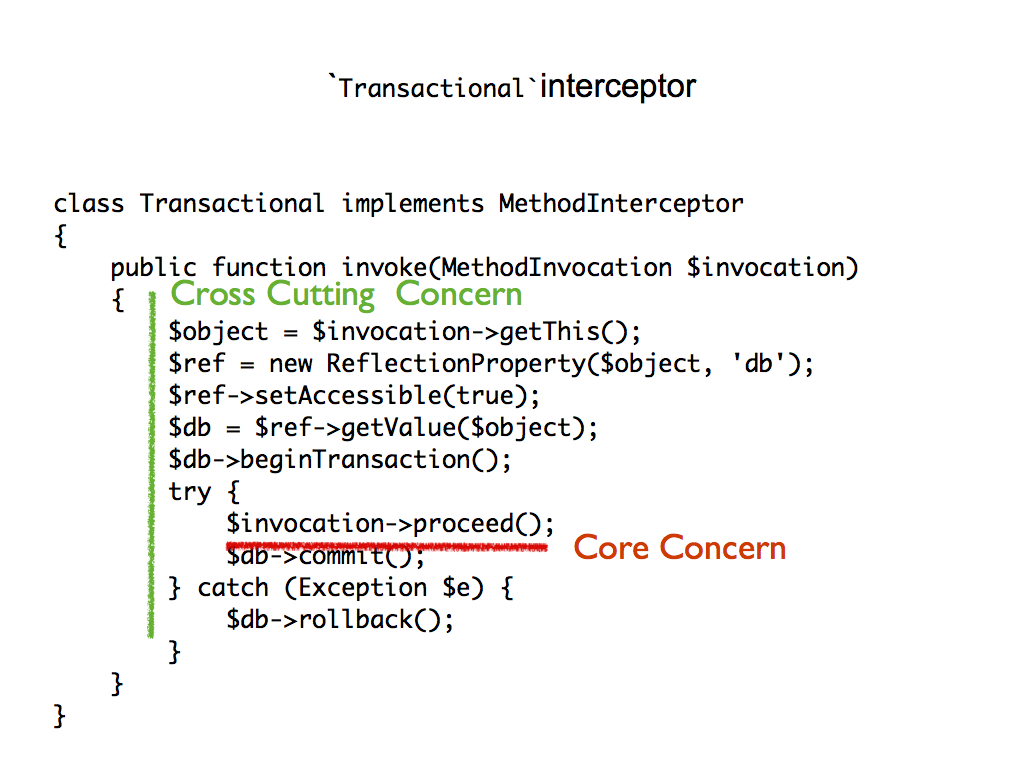 `Transactional`interceptor
class Transactional implements MethodInterceptor
{
    public function invoke(MethodInvocation $invocation)
    {
Cross Cutting  Concern
        $object = $invocation->getThis();
        $ref = new ReflectionProperty($object, 'db');
        $ref->setAccessible(true);
        $db = $ref->getValue($object);
        $db->beginTransaction();
        try {
            $invocation->proceed();
Core Concern
            $db->commit();
        } catch (Exception $e) {
            $db->rollback();
        }
    }
}